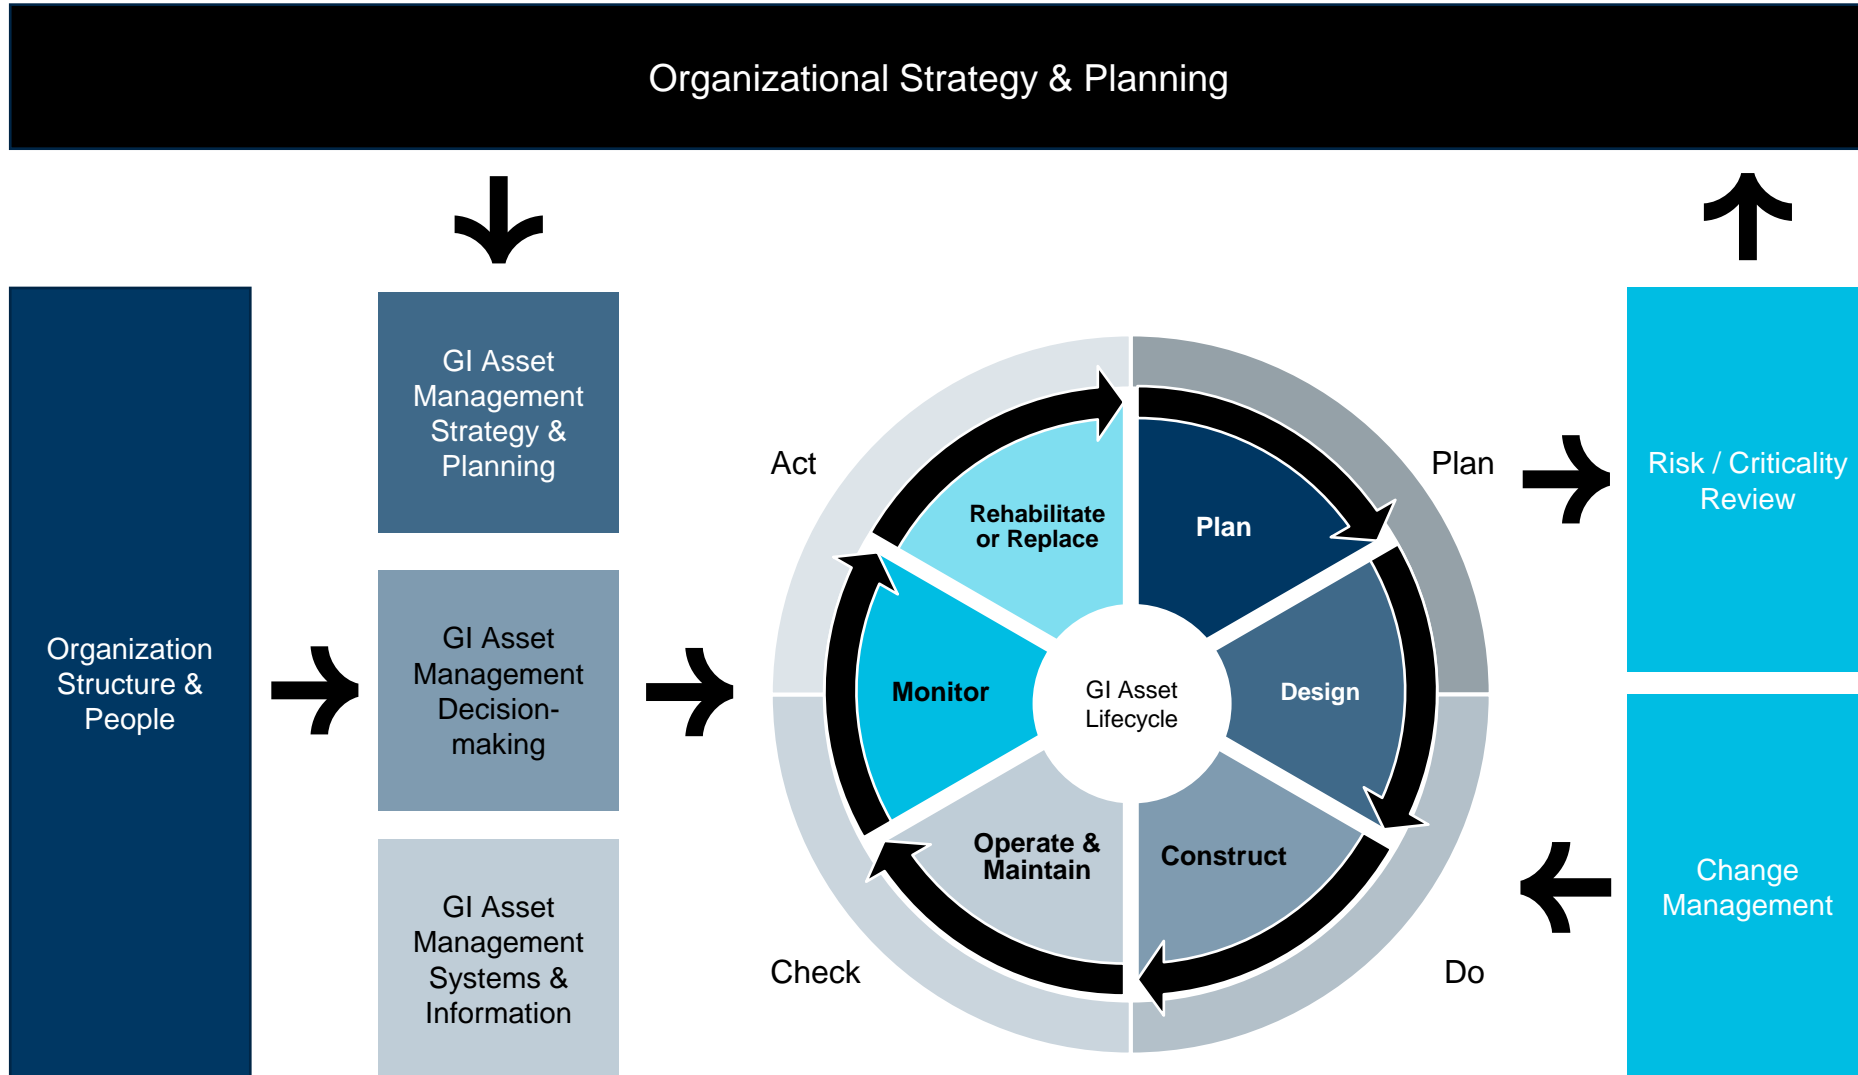 Organizational Strategy & Planning
Organization
Structure &
People
GI Asset
Management
Strategy &
Planning
GI Asset
Management
Decision-
making
GI Asset
Management
Systems &
Information
Act
Plan
Check
Do
Rehabilitate
or Replace
Plan
Monitor
GI Asset
Lifecycle
Design
Operate &
Maintain
Construct
Risk / Criticality
Review
Change
Management